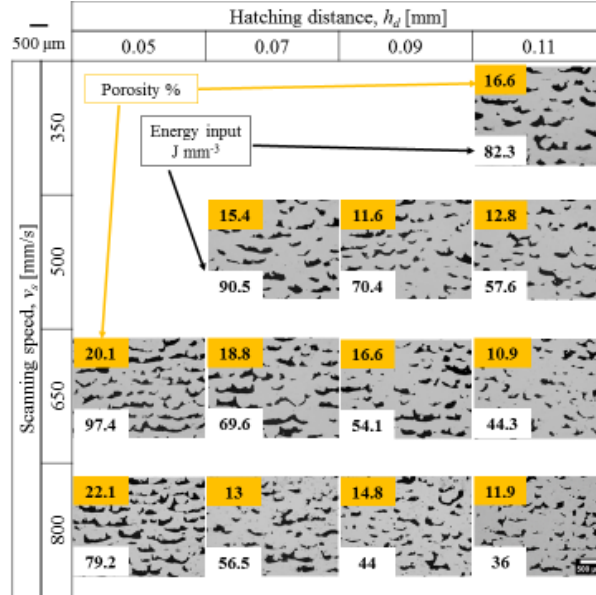 Hatching distance, h_d [mm]
500 µm
0.05 0.07 0.09 0.11
Scanning speed, v_s [mm/s]
Porosity %
Energy input
J mm⁻³
350
16.6
82.3
500
15.4 11.6 12.8
90.5 70.4 57.6
650
20.1 18.8 16.6 10.9
97.4 69.6 54.1 44.3
800
22.1 13 14.8 11.9
79.2 56.5 44 36
500 µm